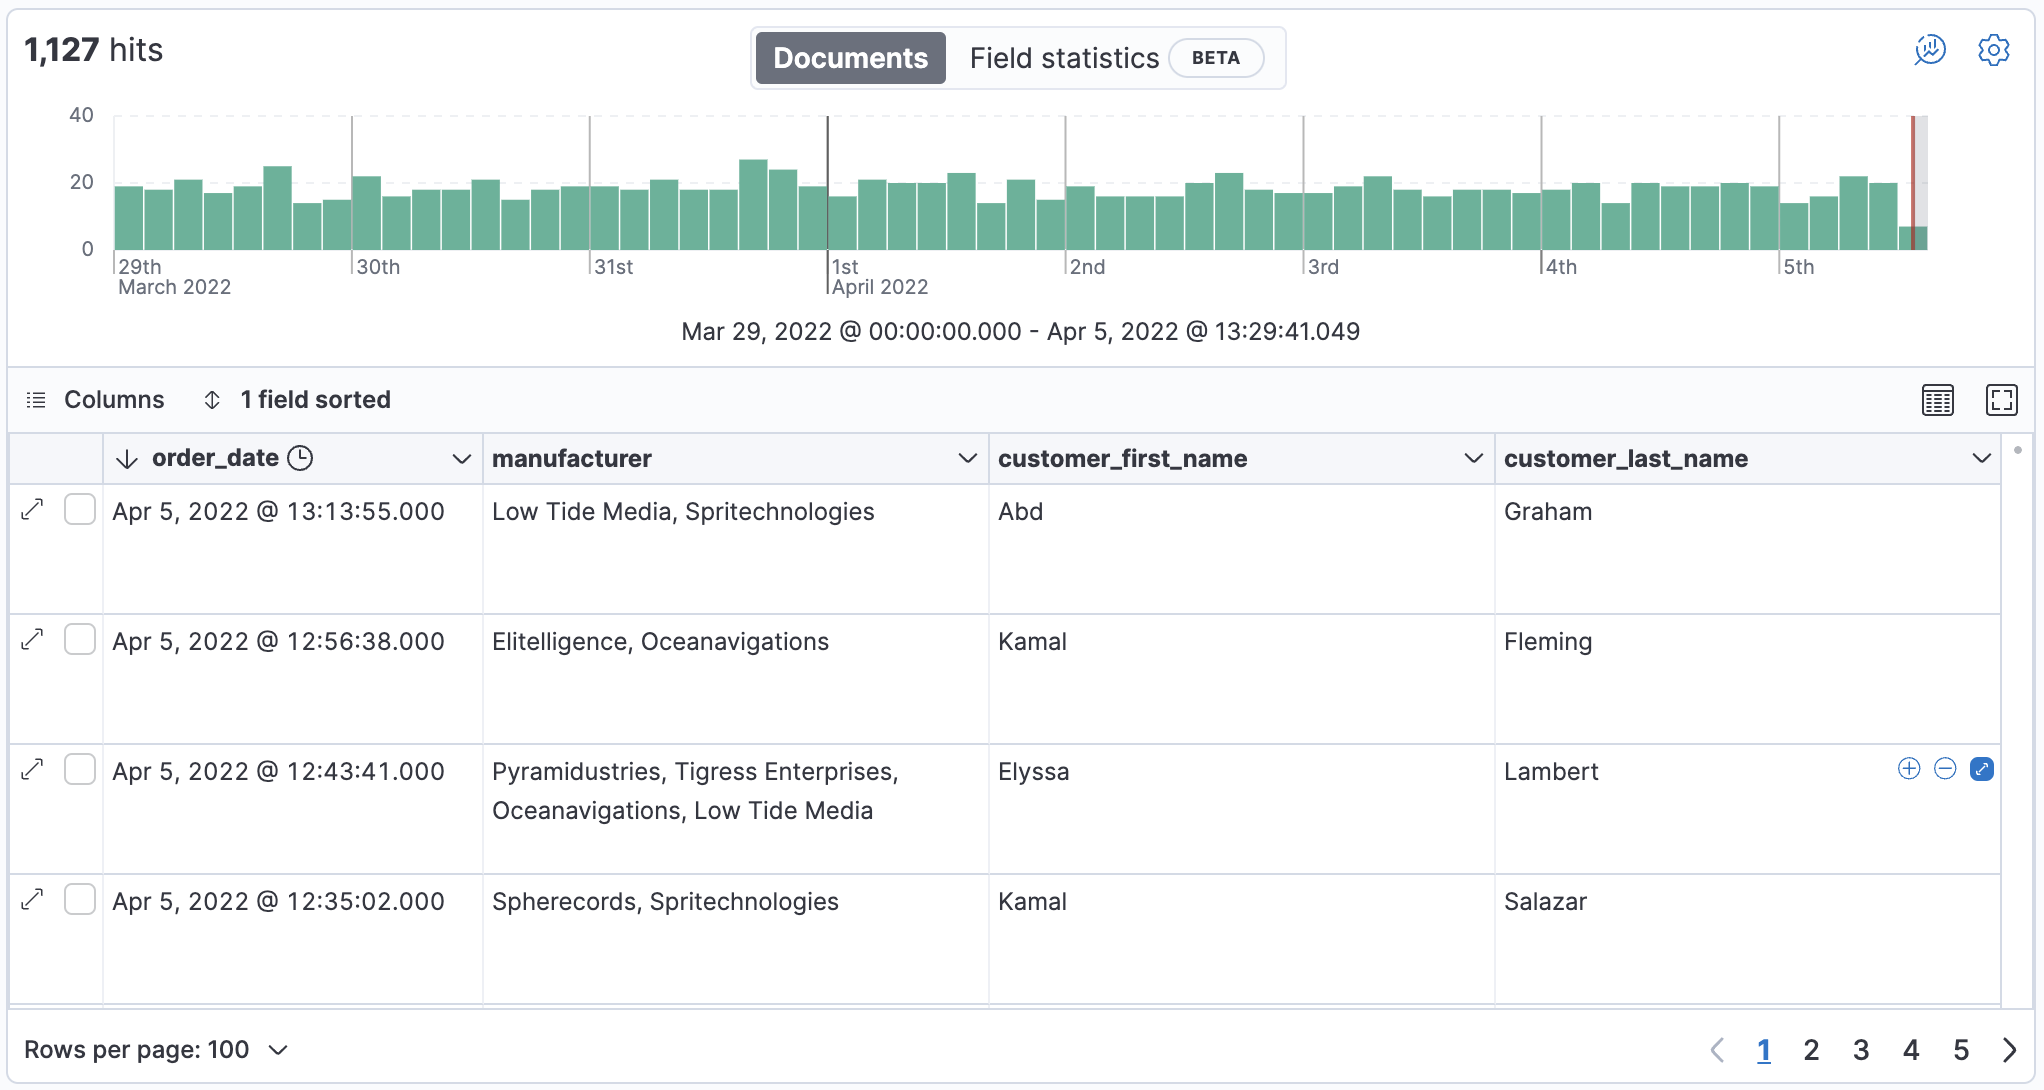 1,127 hits
Documents Field statistics BETA
40
20
0
29th 30th 31st 1st 2nd 3rd 4th 5th
March 2022 April 2022
Mar 29, 2022 @ 00:00:00.000 - Apr 5, 2022 @ 13:29:41.049
Columns 1 field sorted
order_date manufacturer customer_first_name customer_last_name
Apr 5, 2022 @ 13:13:55.000 Low Tide Media, Spritechnologies Abd Graham
Apr 5, 2022 @ 12:56:38.000 Elitelligence, Oceanavigations Kamal Fleming
Apr 5, 2022 @ 12:43:41.000 Pyramidustries, Tigress Enterprises, Elyssa Lambert
Oceanavigations, Low Tide Media
Apr 5, 2022 @ 12:35:02.000 Spherecords, Spritechnologies Kamal Salazar
Rows per page: 100 1 2 3 4 5